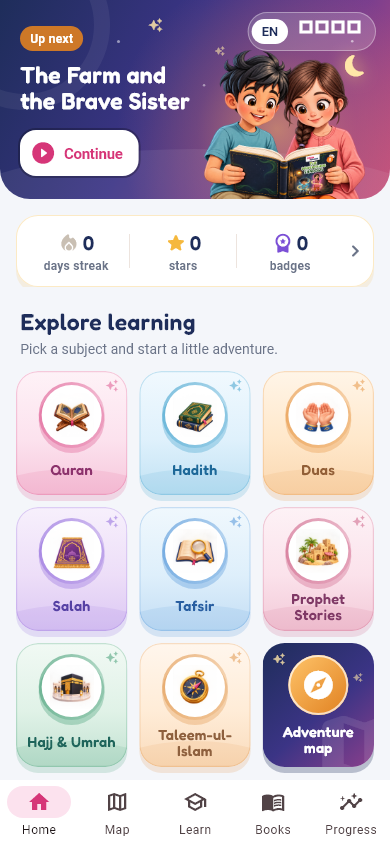 Up next
EN
The Farm and
the Brave Sister
Continue
0
days streak
0
stars
0
badges
Explore learning
Pick a subject and start a little adventure.
Quran
Hadith
Duas
Salah
Tafsir
Prophet
Stories
Hajj & Umrah
Taleem-ul-
Islam
Adventure
map
Home
Map
Learn
Books
Progress